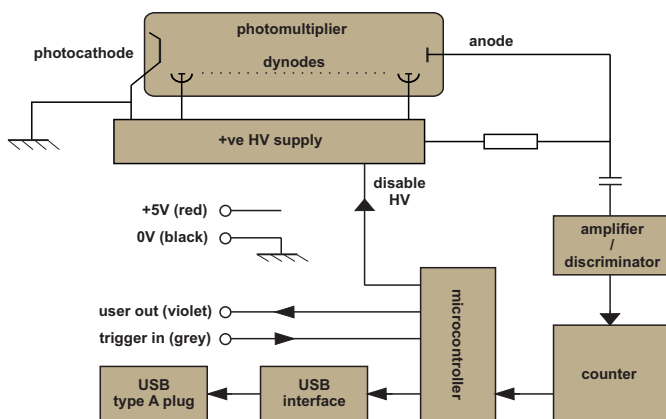 photomultiplier
photocathode
anode
dynodes
+ve HV supply
disable
HV
+5V (red)
0V (black)
amplifier
/
discriminator
user out (violet)
trigger in (grey)
microcontroller
counter
USB
type A plug
USB
interface